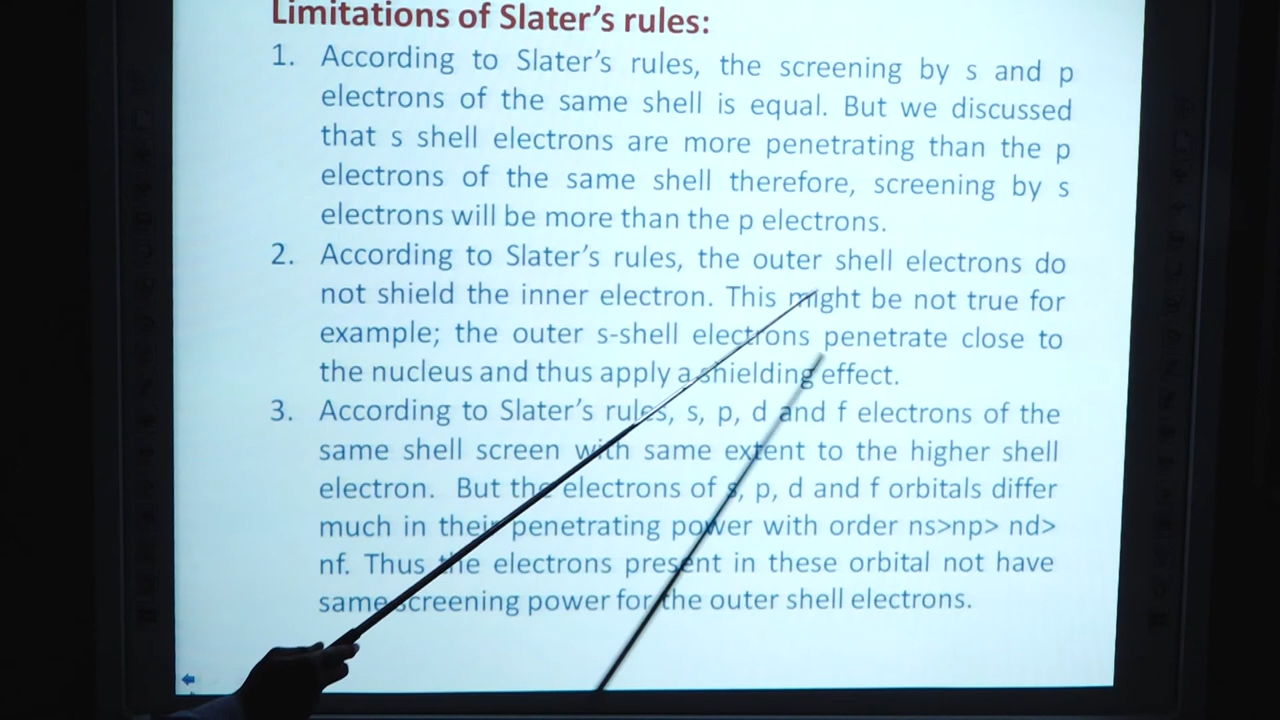 Limitations of Slater's rules:
1. According to Slater's rules, the screening by s and p
electrons of the same shell is equal. But we discussed
that s shell electrons are more penetrating than the p
electrons of the same shell therefore, screening by s
electrons will be more than the p electrons.
2. According to Slater's rules, the outer shell electrons do
not shield the inner electron. This might be not true for
example; the outer s-shell electrons penetrate close to
the nucleus and thus apply a shielding effect.
3. According to Slater's rules, s, p, d and f electrons of the
same shell screen with same extent to the higher shell
electron. But the electrons of s, p, d and f orbitals differ
much in their penetrating power with order ns>np> nd>
nf. Thus the electrons present in these orbital not have
same screening power for the outer shell electrons.